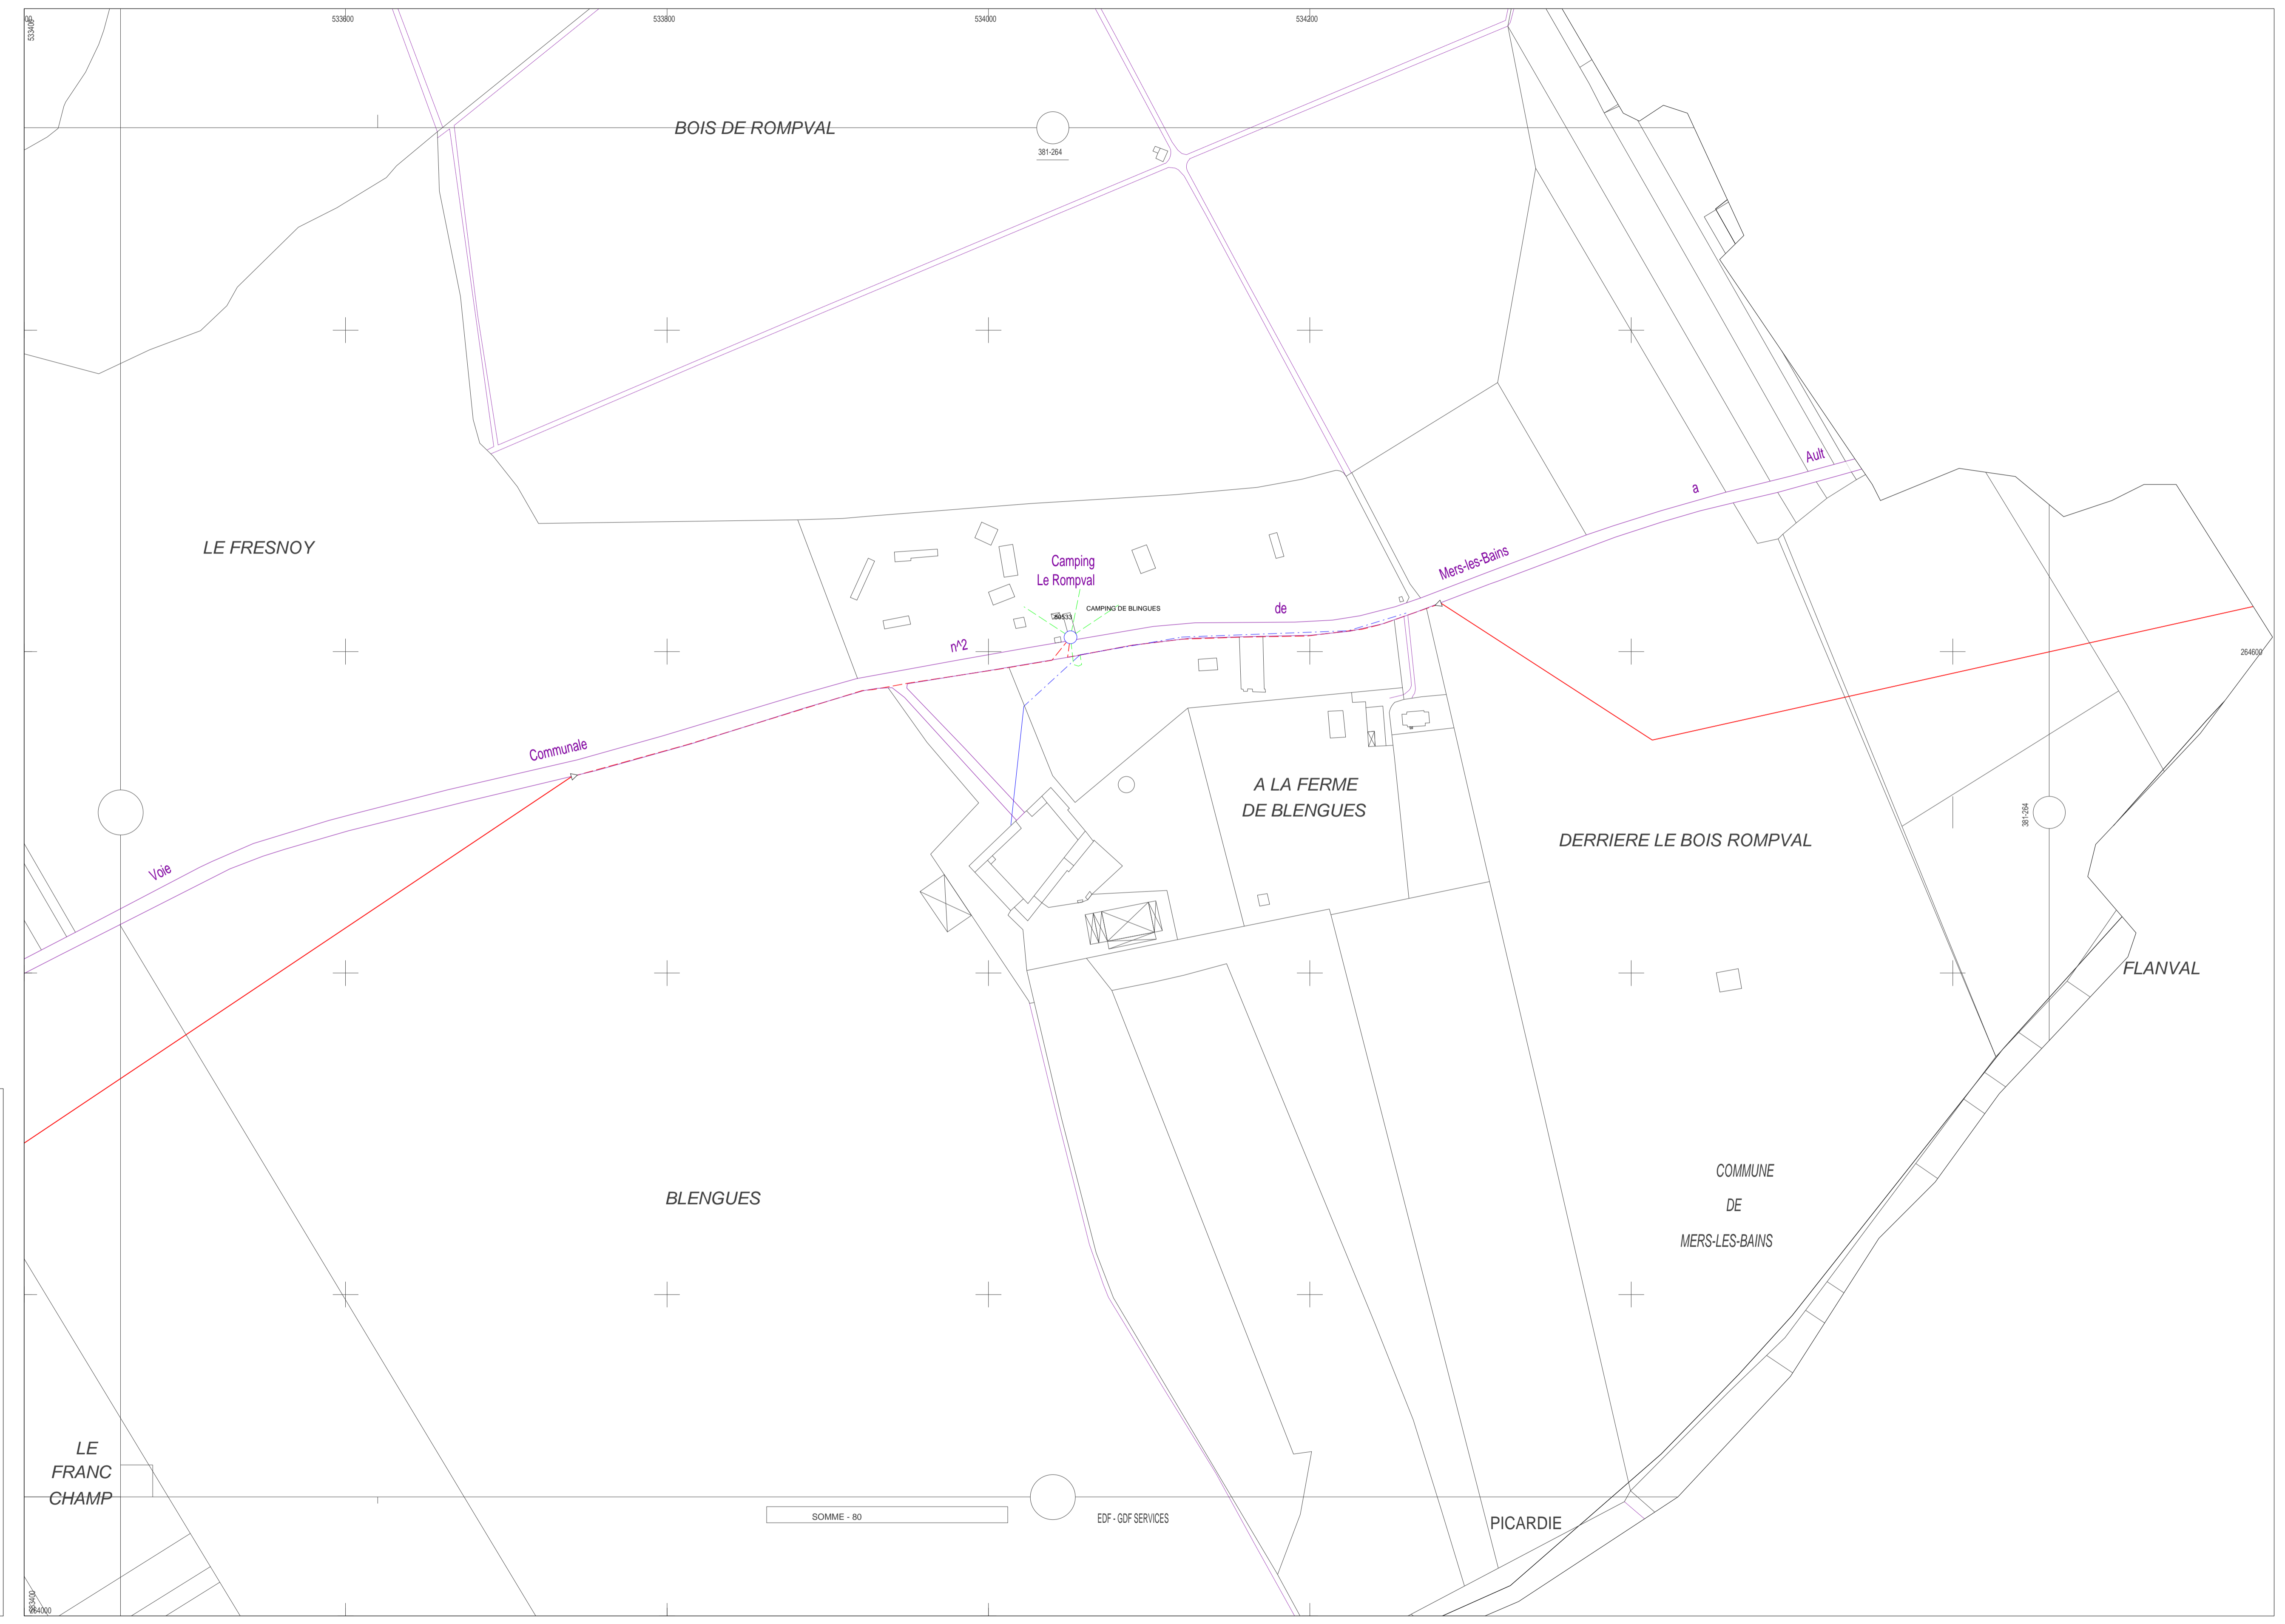 533600
533800
534000
534200
533400
BOIS DE ROMPVAL
381-264
Ault
a
LE FRESNOY
Camping
Le Rompval
Mers-les-Bains
CAMPING DE BLINGUES
de
n^2
264600
Communale
A LA FERME
DE BLENGUES
381-264
DERRIERE LE BOIS ROMPVAL
Voie
FLANVAL
COMMUNE
DE
MERS-LES-BAINS
BLENGUES
LE
FRANC
CHAMP
SOMME - 80
EDF - GDF SERVICES
PICARDIE
264000